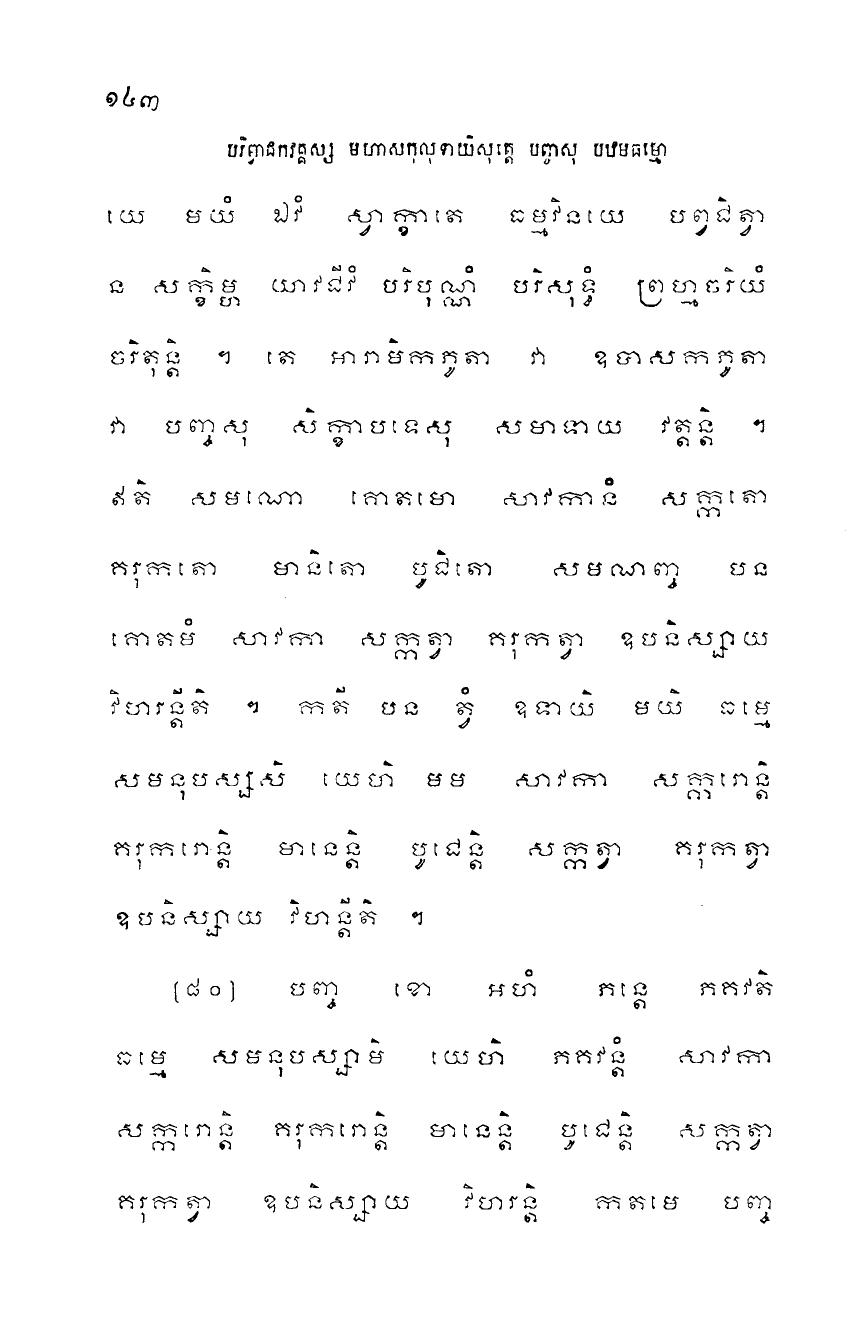 ១៤៣
បរិព្វាជកវគ្គស្ស មហាសកុលុទាយិសុត្តេ បញ្ចសុ បឋមធម្មោ
យេ មយំ ឯវំ ស្វាក្ខាតេ ធម្មវិនយេ បព្វជិត្វា
ន សក្ខិម្ហ យាវជីវំ បរិបុណ្ណំ បរិសុទ្ធំ ព្រហ្មចរិយំ
ចរិតុន្តិ ។ តេ អារាមិកភូតា វា ឧបាសកភូតា
វា បញ្ចសុ សិក្ខាបទេសុ សមាទាយ វត្តន្តិ ។
ឥតិ សមណោ គោតមោ សាវកានំ សក្កតោ
គរុកតោ មានិតោ បូជិតោ សមណញ្ច បន
គោតមំ សាវកា សក្កត្វា គរុកត្វា ឧបនិស្សាយ
វិហរន្តីតិ ។ កតិ បន ត្វំ ឧទាយិ មយិ ធម្មេ
សមនុបស្សសិ យេហិ មម សាវកា សក្ករោន្តិ
គរុករោន្តិ មានេន្តិ បូជេន្តិ សក្កត្វា គរុកត្វា
ឧបនិស្សាយ វិហន្តីតិ ។
[៨០] បញ្ច ខោ អហំ ភន្តេ ភគវតិ
ធម្មេ សមនុបស្សាមិ យេហិ ភគវន្តំ សាវកា
សក្ករោន្តិ គរុករោន្តិ មានេន្តិ បូជេន្តិ សក្កត្វា
គរុកត្វា ឧបនិស្សាយ វិហរន្តិ កតមេ បញ្ច